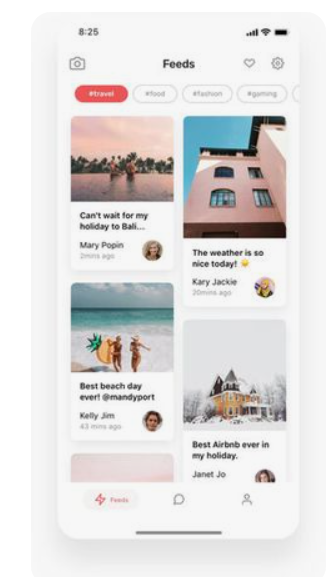 8:25
Feeds
#travel
#food
#fashion
#gaming
Can't wait for my
holiday to Bali...
Mary Popin
2mins ago
The weather is so
nice today!
Kary Jackie
20mins ago
Best beach day
ever! @mandyport
Kelly Jim
43 mins ago
Best Airbnb ever in
my holiday.
Janet Jo
Feeds